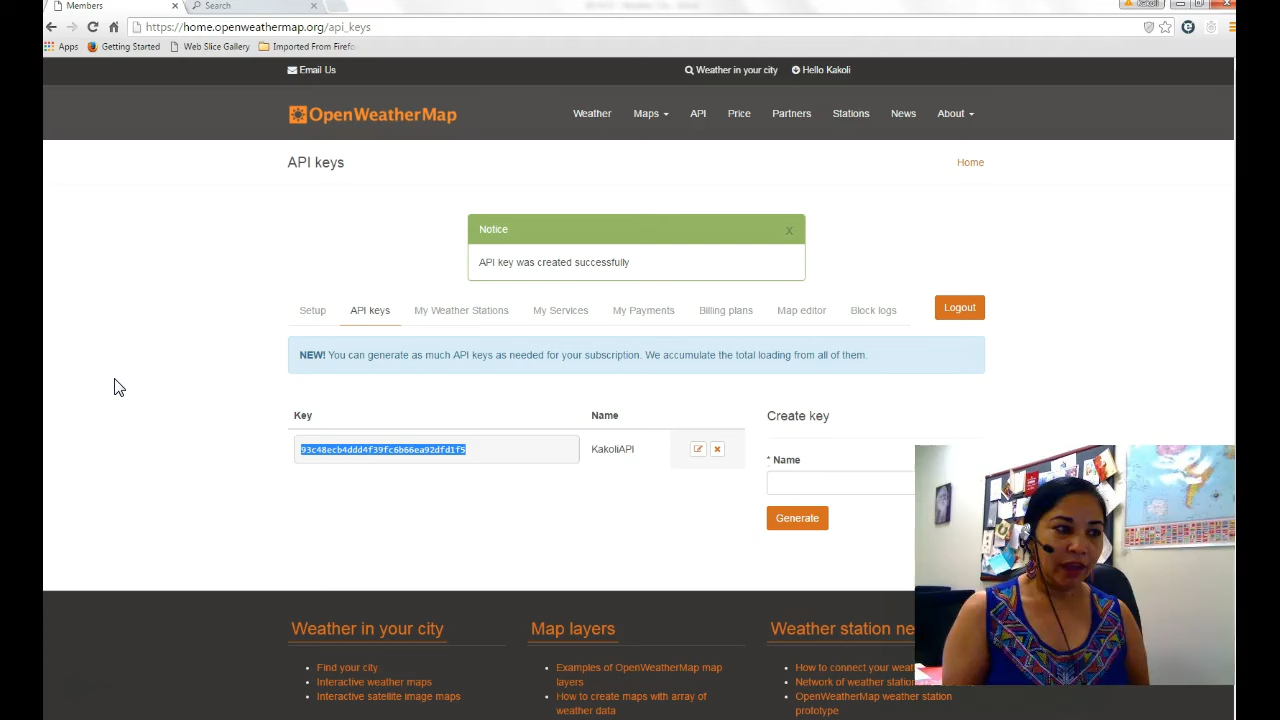 Members
Search
Kakoli
https://home.openweathermap.org/api_keys
Apps Getting Started Web Slice Gallery Imported From Firefo
Email Us
Weather in your city Hello Kakoli
OpenWeatherMap
Weather Maps API Price Partners Stations News About
API keys
Home
Notice x
API key was created successfully
Setup API keys My Weather Stations My Services My Payments Billing plans Map editor Block logs Logout
NEW! You can generate as much API keys as needed for your subscription. We accumulate the total loading from all of them.
Key Name
93c48ecb4ddd4f39fc6b66ea92dfd1f5 KakoliAPI
Create key
* Name
Generate
Weather in your city
Find your city
Interactive weather maps
Interactive satellite image maps
Map layers
Examples of OpenWeatherMap map
layers
How to create maps with array of
weather data
Weather station ne
How to connect your weat
Network of weather station
OpenWeatherMap weather station
prototype